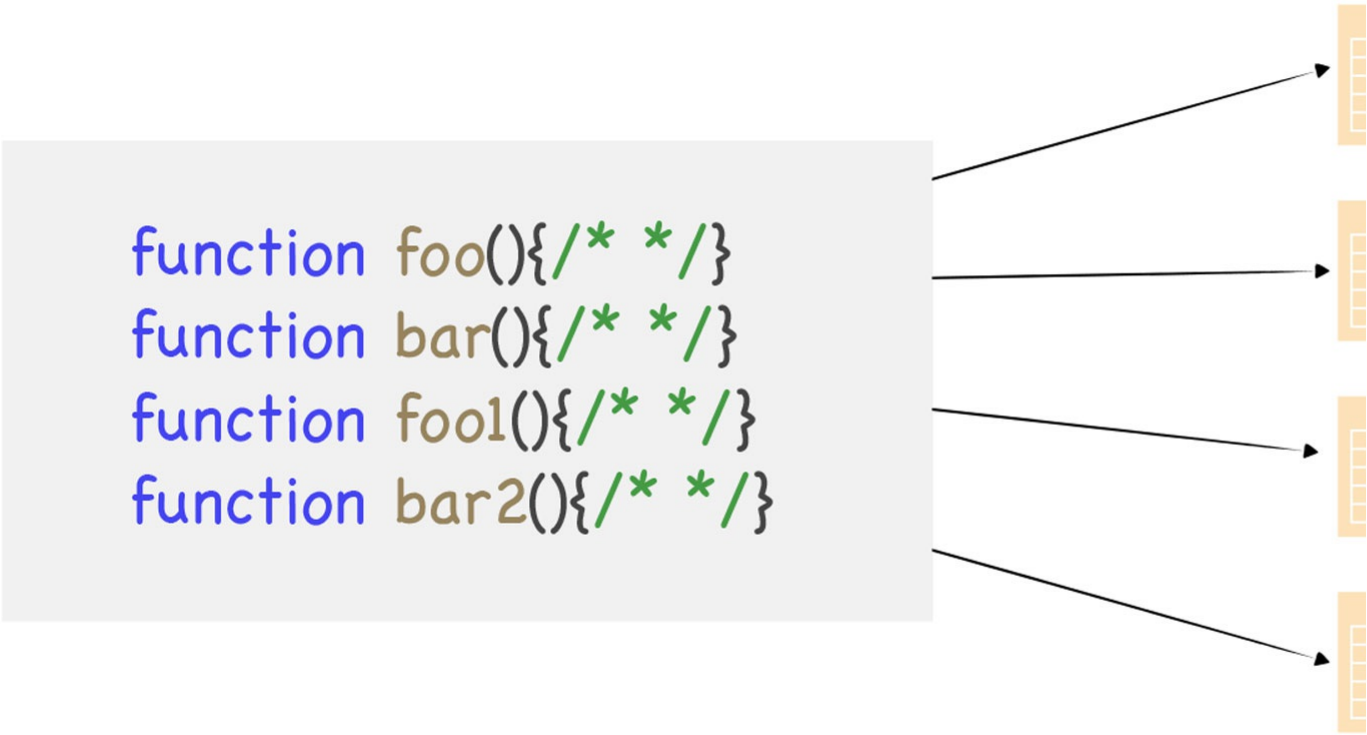 function foo(){/* */}
function bar(){/* */}
function foo1(){/* */}
function bar2(){/* */}